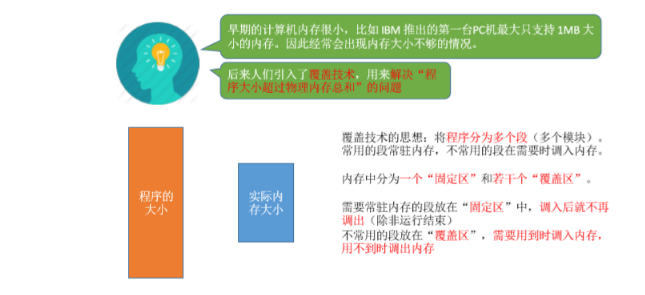 早期的计算机内存很小，比如 IBM 推出的第一台PC机最大只支持 1MB 大
小的内存。因此经常会出现内存大小不够的情况。
后来人们引入了覆盖技术，用来解决“程
序大小超过物理内存总和”的问题
程序的
大小
实际内
存大小
覆盖技术的思想：将程序分为多个段（多个模块）。
常用的段常驻内存，不常用的段在需要时调入内存。
内存中分为一个“固定区”和若干个“覆盖区”。
需要常驻内存的段放在“固定区”中，调入后就不再
调出（除非运行结束）
不常用的段放在“覆盖区”，需要用到时调入内存，
用不到时调出内存